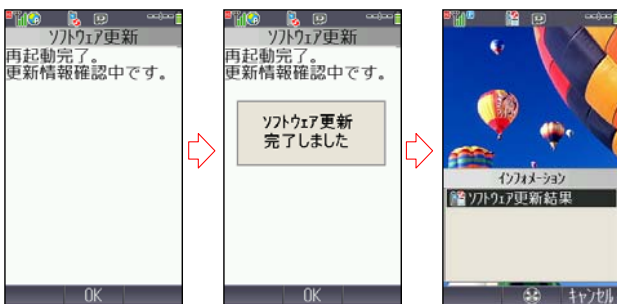 ソフトウェア更新
再起動完了。
更新情報確認中です。
OK
ソフトウェア更新
再起動完了。
更新情報確認中です。
ソフトウェア更新
完了しました
OK
インフォメーション
ソフトウェア更新結果
キャンセル